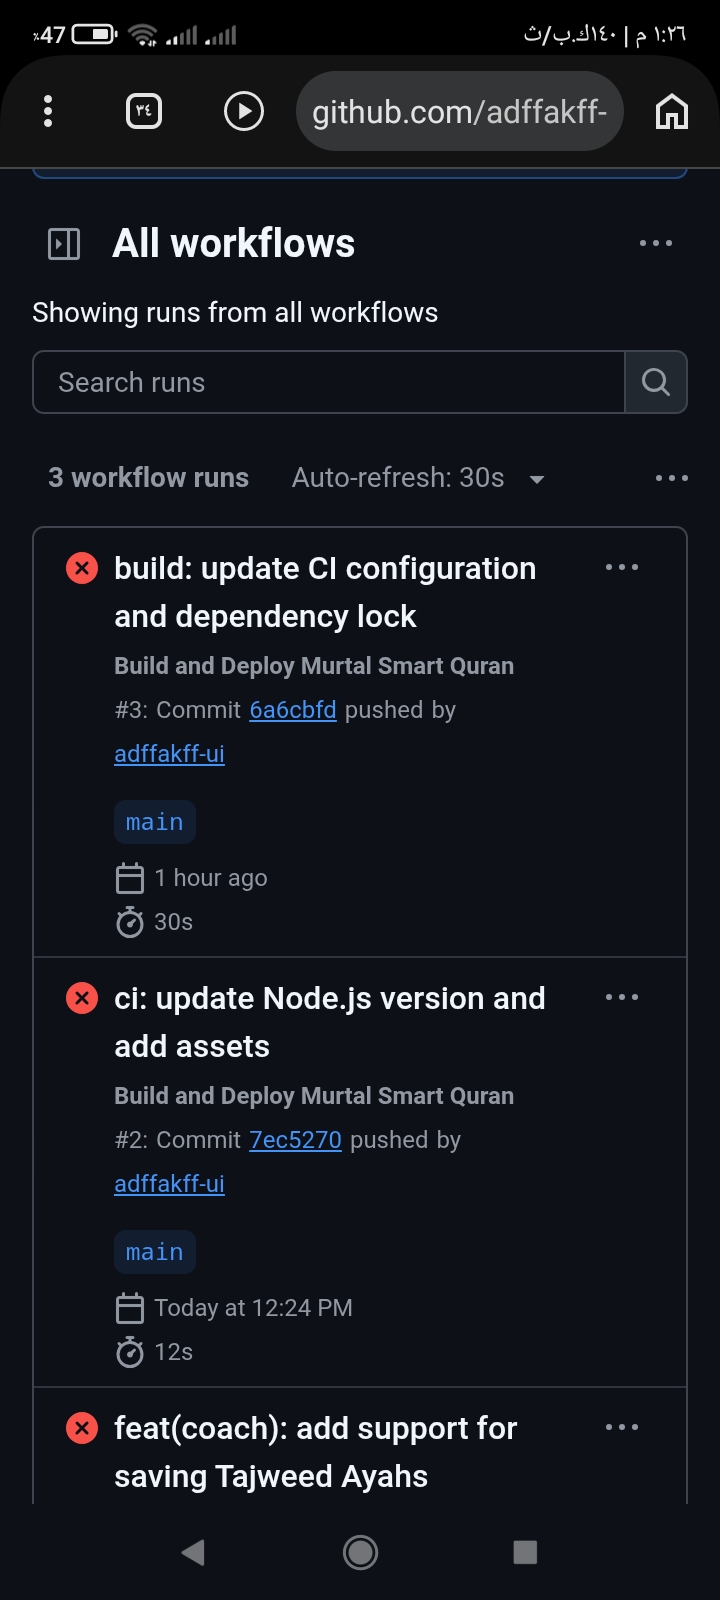 %47
١:٢٦ م | ١٤٠ك.ب/ث
٣٤
github.com/adffakff-
All workflows
Showing runs from all workflows
Search runs
3 workflow runs
Auto-refresh: 30s
build: update CI configuration
and dependency lock
Build and Deploy Murtal Smart Quran
#3: Commit 6a6cbfd pushed by
adffakff-ui
main
1 hour ago
30s
ci: update Node.js version and
add assets
Build and Deploy Murtal Smart Quran
#2: Commit 7ec5270 pushed by
adffakff-ui
main
Today at 12:24 PM
12s
feat(coach): add support for
saving Tajweed Ayahs